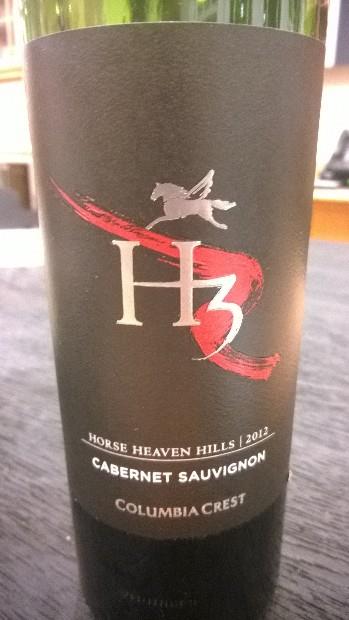 H3
HORSE HEAVEN HILLS | 2012
CABERNET SAUVIGNON
COLUMBIA CREST